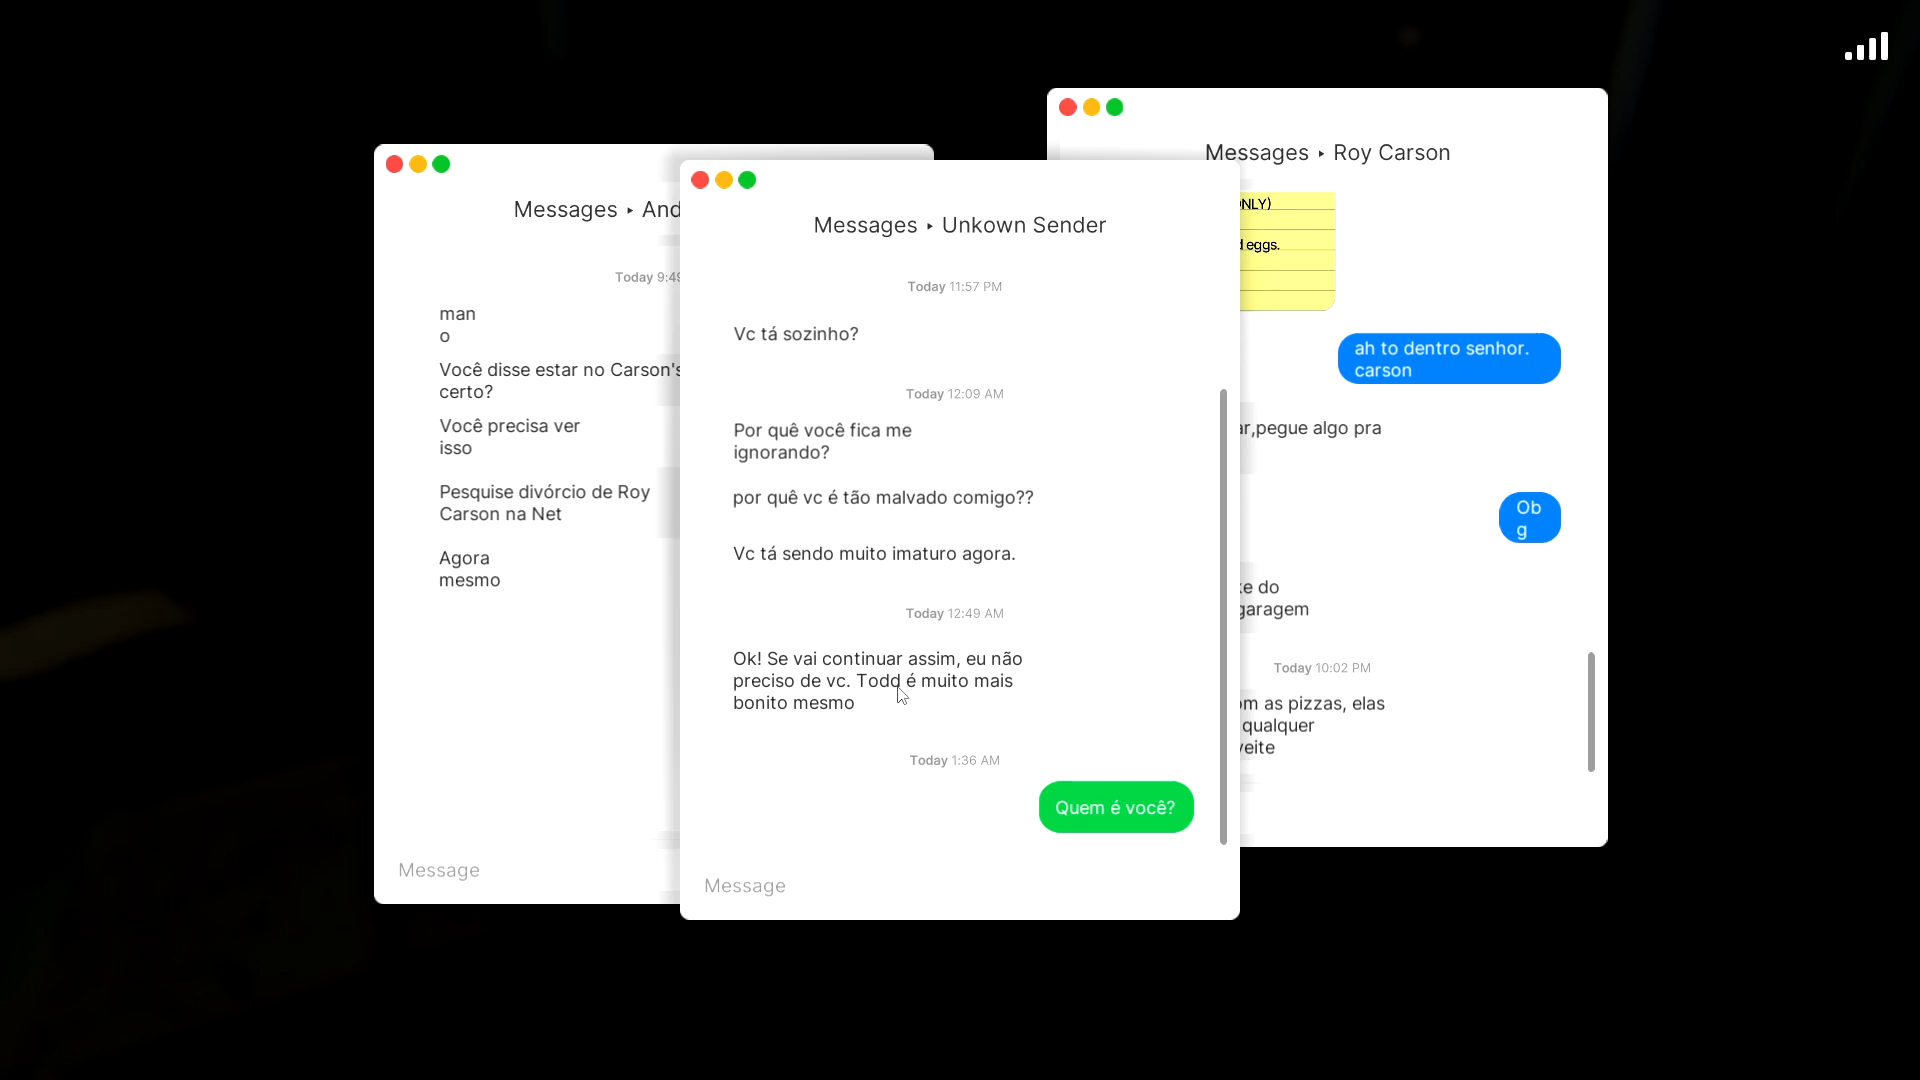 Messages ▸ And
Today 9:49
man
o
Você disse estar no Carson's
certo?
Você precisa ver
isso
Pesquise divórcio de Roy
Carson na Net
Agora
mesmo
Message
Messages ▸ Unkown Sender
Today 11:57 PM
Vc tá sozinho?
Today 12:09 AM
Por quê você fica me
ignorando?
por quê vc é tão malvado comigo??
Vc tá sendo muito imaturo agora.
Today 12:49 AM
Ok! Se vai continuar assim, eu não
preciso de vc. Todd é muito mais
bonito mesmo
Today 1:36 AM
Quem é você?
Message
Messages ▸ Roy Carson
NLY)
d eggs.
ah to dentro senhor.
carson
ar,pegue algo pra
Ob
g
ke do
garagem
Today 10:02 PM
om as pizzas, elas
qualquer
veite